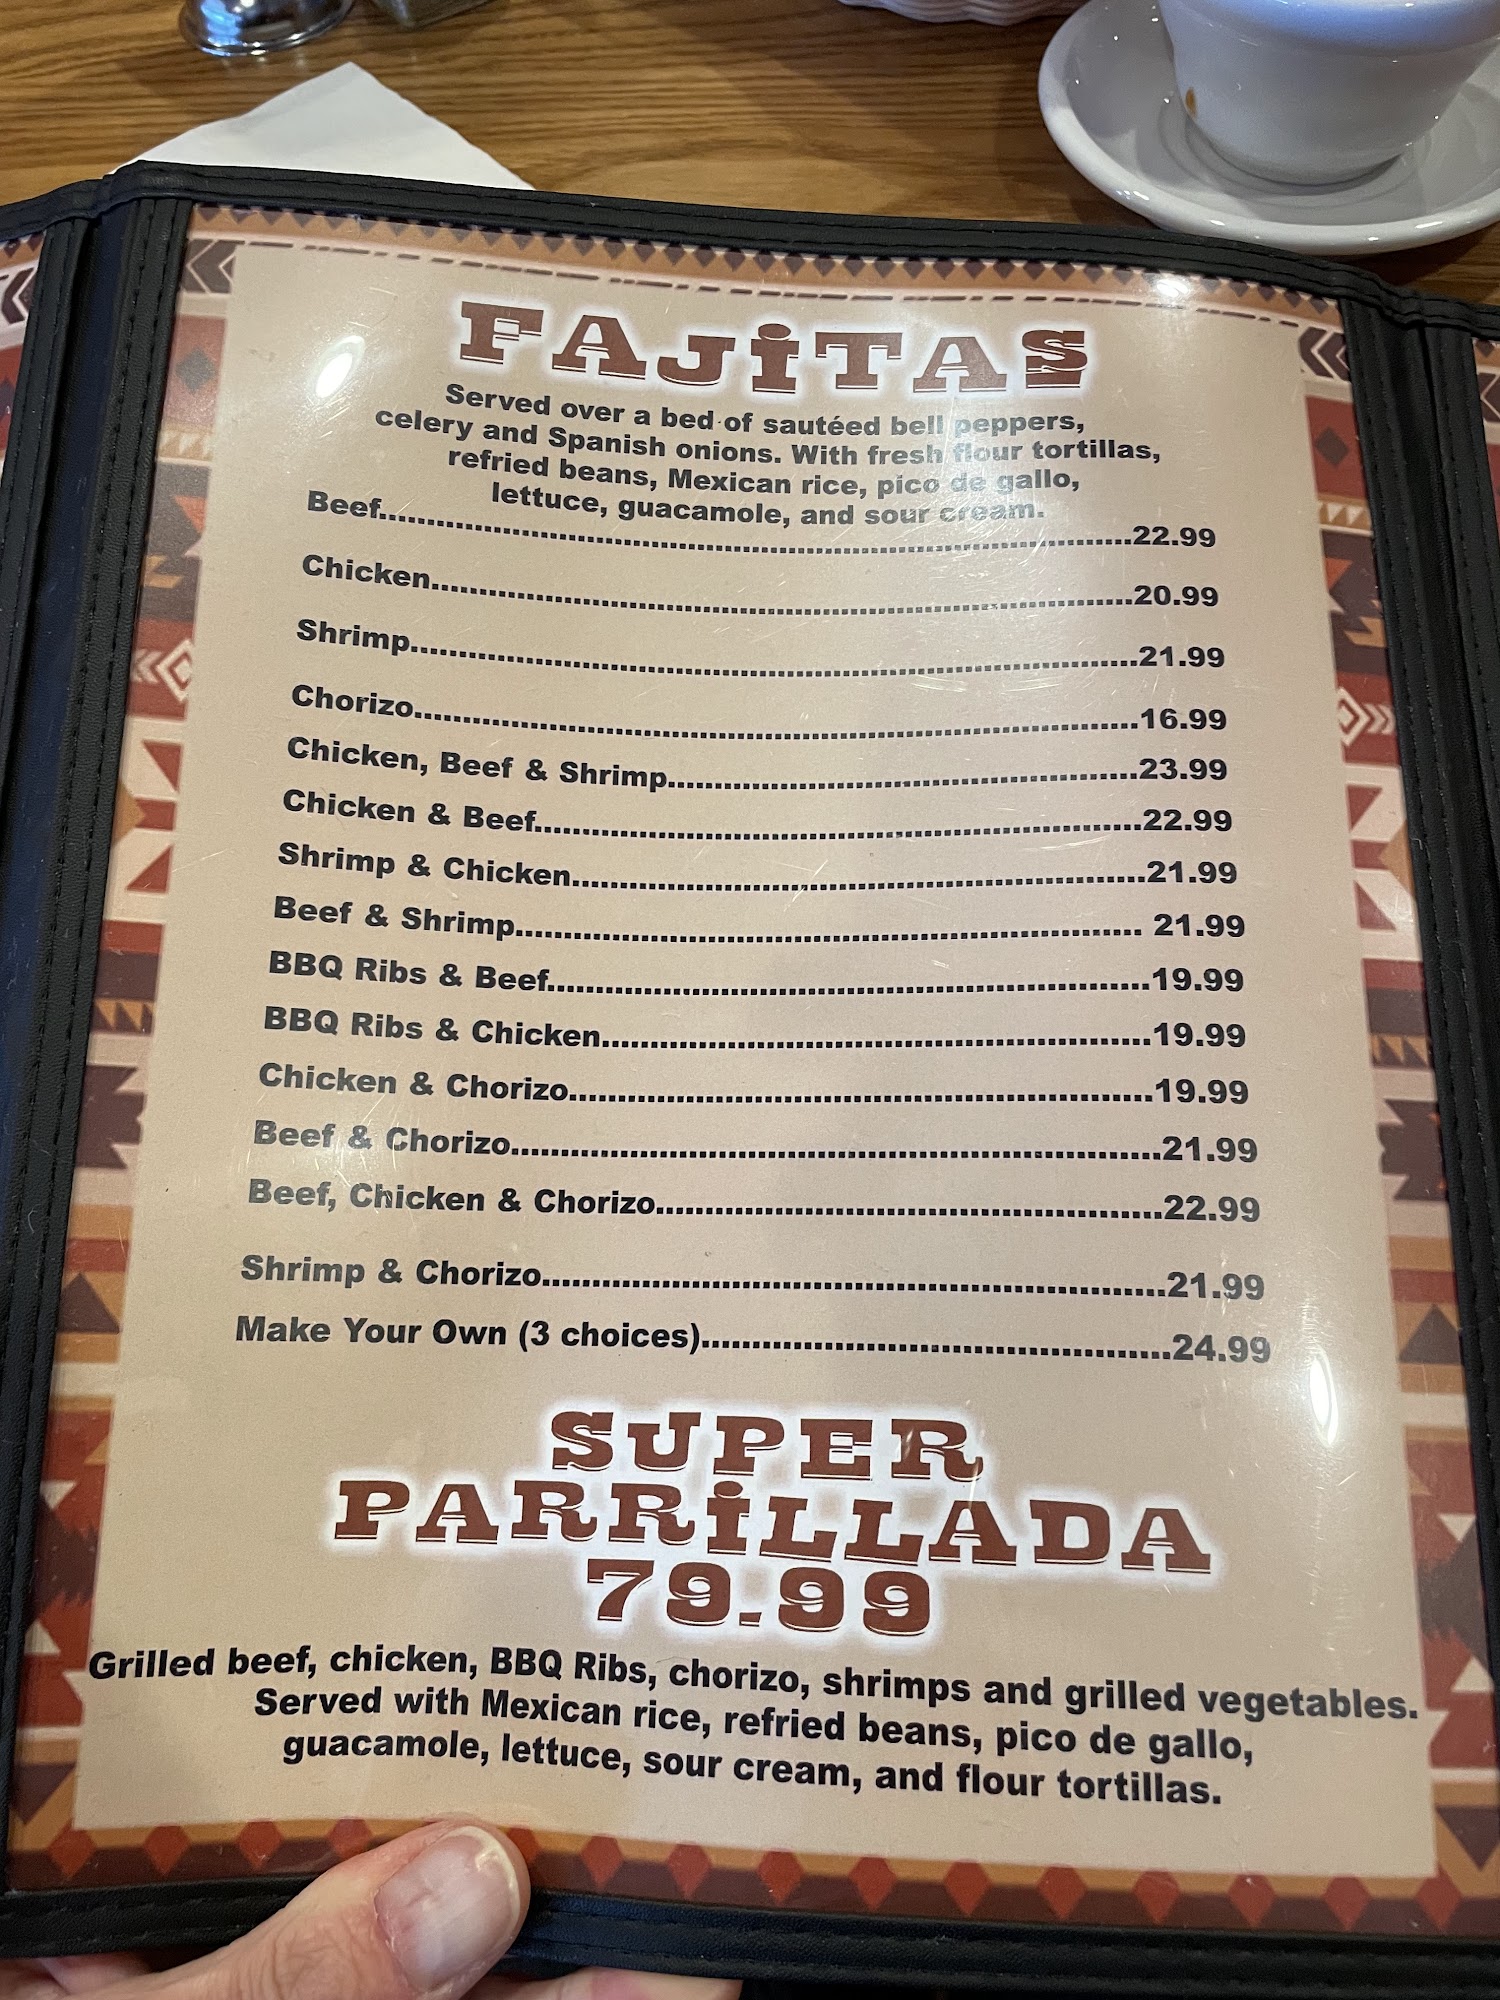 FAJITAS
Served over a bed of sautéed bell peppers,
celery and Spanish onions. With fresh flour tortillas,
refried beans, Mexican rice, pico de gallo,
lettuce, guacamole, and sour cream.
Beef..........22.99
Chicken..........20.99
Shrimp..........21.99
Chorizo..........16.99
Chicken, Beef & Shrimp..........23.99
Chicken & Beef..........22.99
Shrimp & Chicken..........21.99
Beef & Shrimp.......... 21.99
BBQ Ribs & Beef..........19.99
BBQ Ribs & Chicken..........19.99
Chicken & Chorizo..........19.99
Beef & Chorizo..........21.99
Beef, Chicken & Chorizo..........22.99
Shrimp & Chorizo..........21.99
Make Your Own (3 choices)..........24.99
SUPER
PARRILLADA
79.99
Grilled beef, chicken, BBQ Ribs, chorizo, shrimps and grilled vegetables.
Served with Mexican rice, refried beans, pico de gallo,
guacamole, lettuce, sour cream, and flour tortillas.